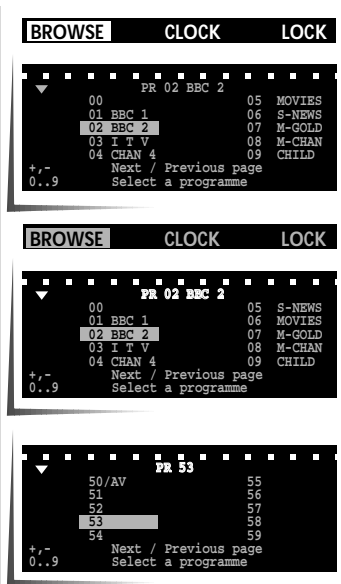 BROWSE CLOCK LOCK
PR 02 BBC 2
00 05 MOVIES
01 BBC 1 06 S-NEWS
02 BBC 2 07 M-GOLD
03 I T V 08 M-CHAN
04 CHAN 4 09 CHILD
+,- Next / Previous page
0..9 Select a programme
BROWSE CLOCK LOCK
PR 02 BBC 2
00 05 S-NEWS
01 BBC 1 06 MOVIES
02 BBC 2 07 M-GOLD
03 I T V 08 M-CHAN
04 CHAN 4 09 CHILD
+,- Next / Previous page
0..9 Select a programme
PR 53
50/AV 55
51 56
52 57
53 58
54 59
+,- Next / Previous page
0..9 Select a programme